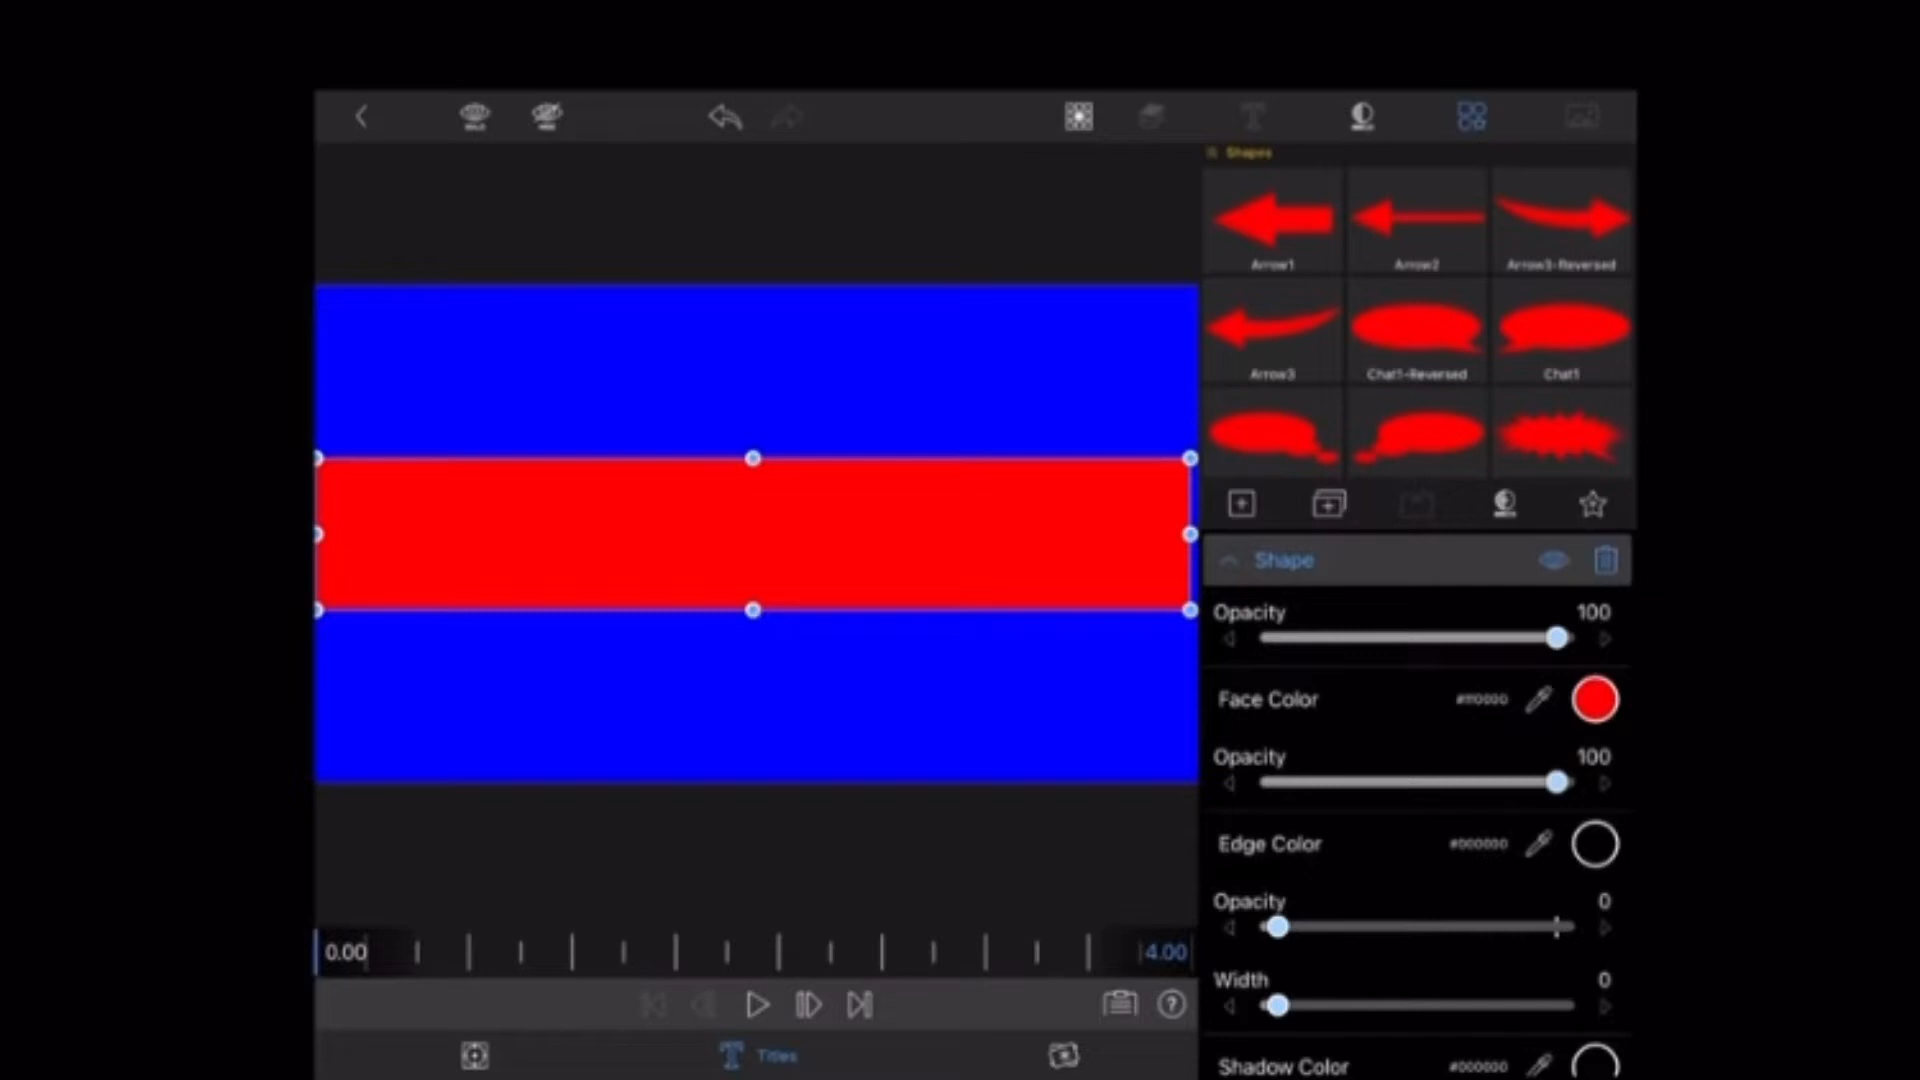 Shapes
Arrow1
Arrow2
Arrow3-Reversed
Arrow3
Chat1-Reversed
Chat1
Shape
Opacity
100
Face Color
#ff0000
Opacity
100
Edge Color
#000000
Opacity
0
Width
0
Shadow Color
#000000
0.00
4.00
Titles